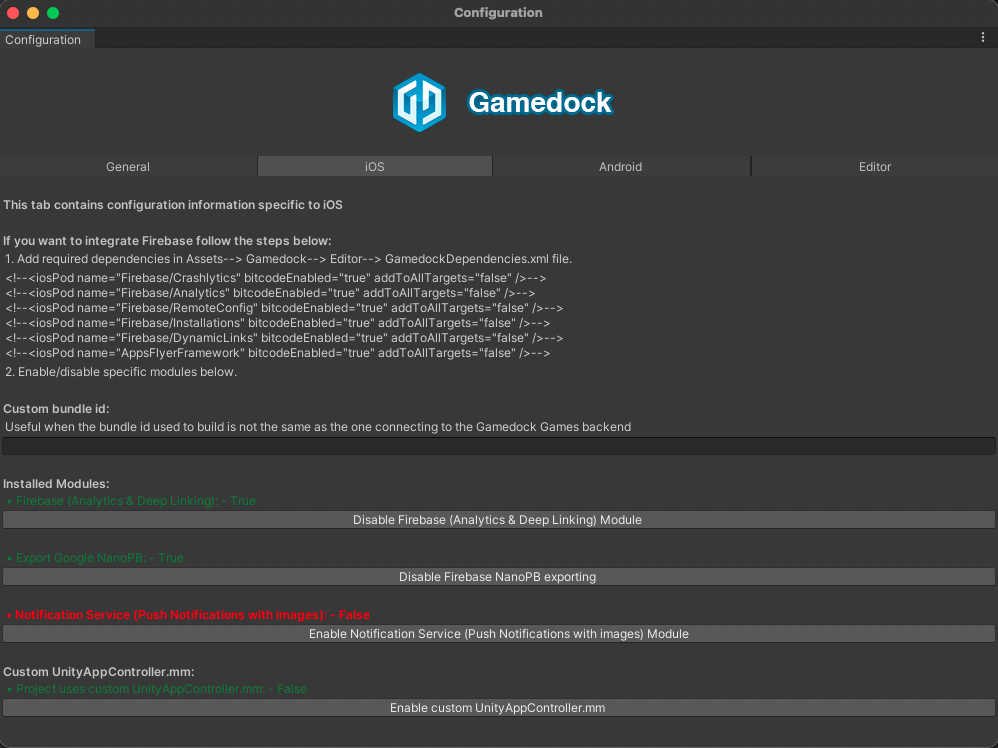 Configuration
Configuration
Gamedock
General iOS Android Editor
This tab contains configuration information specific to iOS
If you want to integrate Firebase follow the steps below:
1. Add required dependencies in Assets--> Gamedock--> Editor--> GamedockDependencies.xml file.
<!--<iosPod name="Firebase/Crashlytics" bitcodeEnabled="true" addToAllTargets="false" />-->
<!--<iosPod name="Firebase/Analytics" bitcodeEnabled="true" addToAllTargets="false" />-->
<!--<iosPod name="Firebase/RemoteConfig" bitcodeEnabled="true" addToAllTargets="false" />-->
<!--<iosPod name="Firebase/Installations" bitcodeEnabled="true" addToAllTargets="false" />-->
<!--<iosPod name="Firebase/DynamicLinks" bitcodeEnabled="true" addToAllTargets="false" />-->
<!--<iosPod name="AppsFlyerFramework" bitcodeEnabled="true" addToAllTargets="false" />-->
2. Enable/disable specific modules below.
Custom bundle id:
Useful when the bundle id used to build is not the same as the one connecting to the Gamedock Games backend
Installed Modules:
• Firebase (Analytics & Deep Linking): - True
Disable Firebase (Analytics & Deep Linking) Module
• Export Google NanoPB: - True
Disable Firebase NanoPB exporting
• Notification Service (Push Notifications with images): - False
Enable Notification Service (Push Notifications with images) Module
Custom UnityAppController.mm:
• Project uses custom UnityAppController.mm: - False
Enable custom UnityAppController.mm